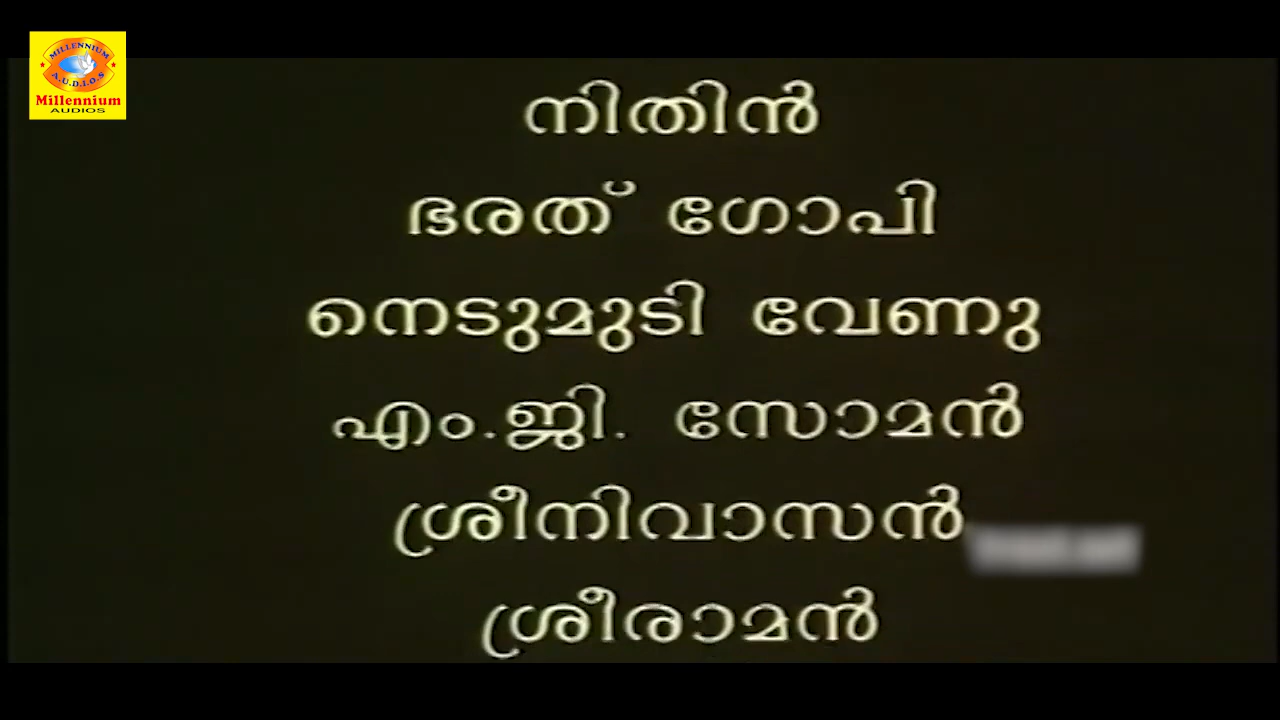 MILLENNIUM
A.U.D.I.O.S
Millennium
AUDIOS
നിതിൻ
ഭരത് ഗോപി
നെടുമുടി വേണു
എം.ജി. സോമൻ
ശ്രീനിവാസൻ
ശ്രീരാമൻ